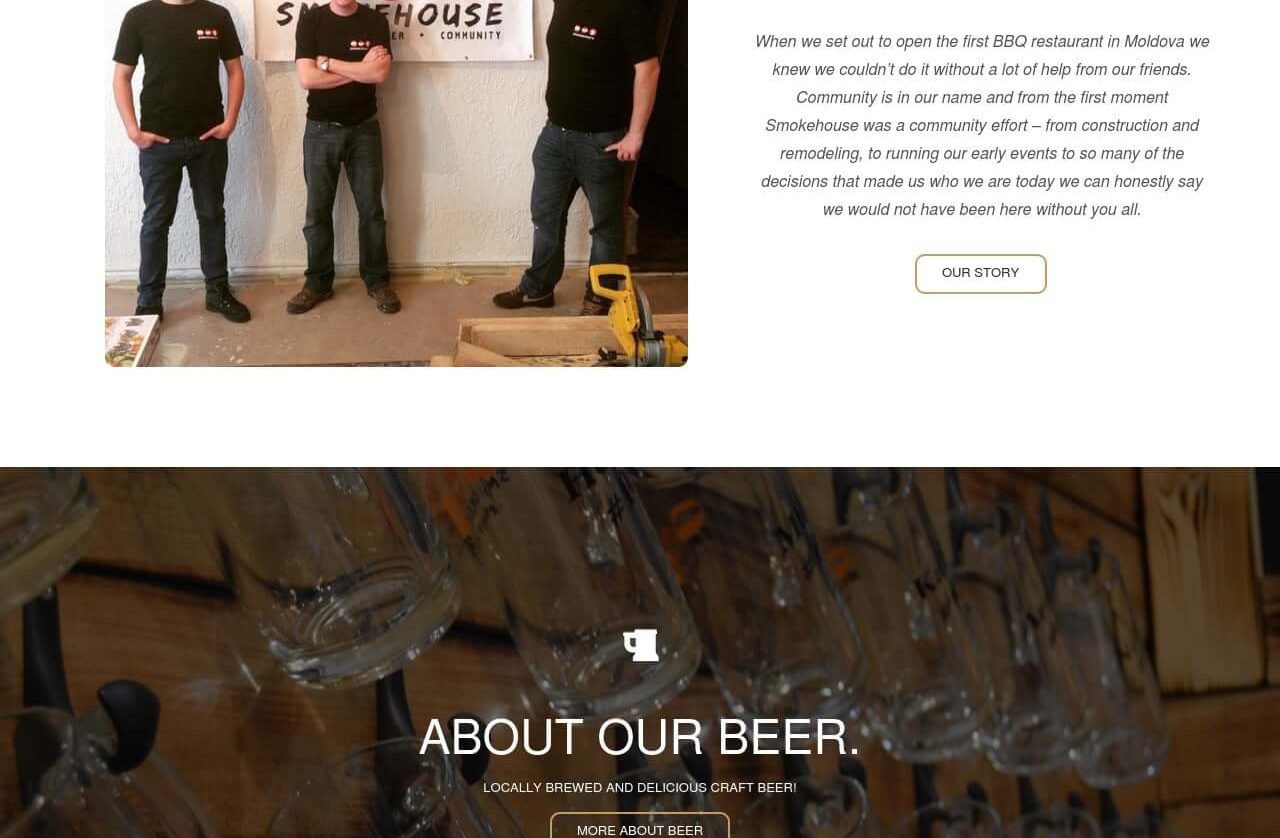 SMOKEHOUSE
ER • COMMUNITY
When we set out to open the first BBQ restaurant in Moldova we
knew we couldn’t do it without a lot of help from our friends.
Community is in our name and from the first moment
Smokehouse was a community effort – from construction and
remodeling, to running our early events to so many of the
decisions that made us who we are today we can honestly say
we would not have been here without you all.
OUR STORY
ABOUT OUR BEER.
LOCALLY BREWED AND DELICIOUS CRAFT BEER!
MORE ABOUT BEER